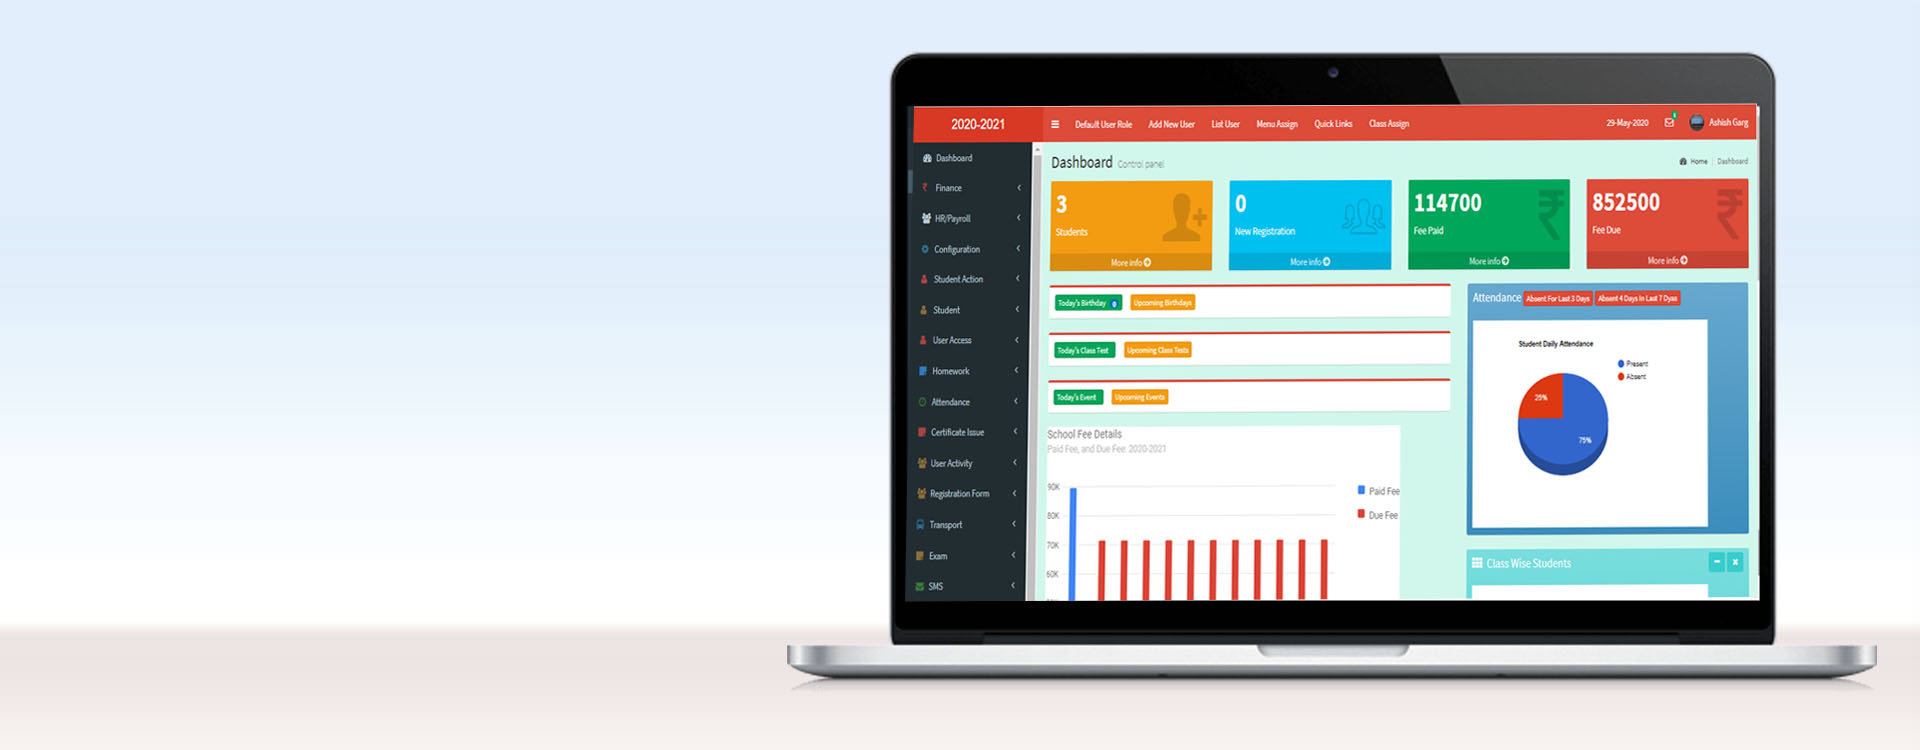 2020-2021
Default User Role
Add New User
List User
Menu Assign
Quick Links
Class Assign
29-May-2020
Ashish Garg
Dashboard
Finance
HR/Payroll
Configuration
Student Action
Student
User Access
Homework
Attendance
Certificate Issue
User Activity
Registration Form
Transport
Exam
SMS
Dashboard Control panel
Home
Dashboard
3
Students
More info
0
New Registration
More info
114700
Fee Paid
More info
852500
Fee Due
More info
Today's Birthday 0
Upcoming Birthdays
Today's Class Test
Upcoming Class Tests
Today's Event
Upcoming Events
School Fee Details
Paid Fee, and Due Fee: 2020-2021
90K
80K
70K
60K
Paid Fee
Due Fee
Attendance
Absent For Last 3 Days
Absent 4 Days In Last 7 Dyas
Student Daily Attendance
Present
Absent
25%
75%
Class Wise Students